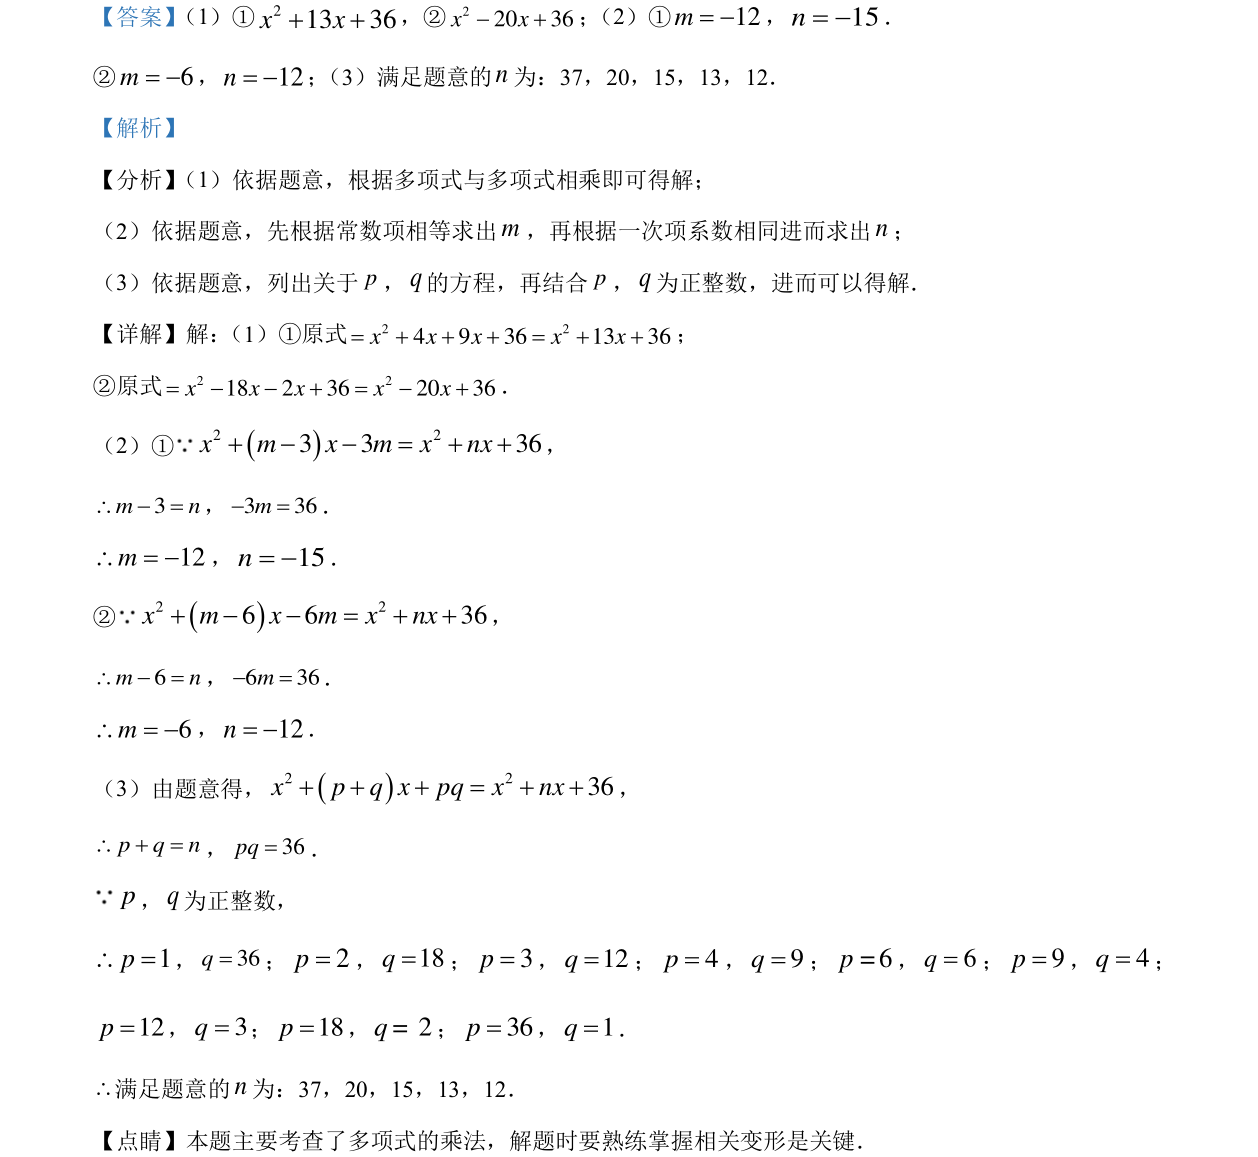 【答案】（1）①x²+13x+36，②x²−20x+36；（2）①m=−12，n=−15．
②m=−6，n=−12；（3）满足题意的n为：37，20，15，13，12．
【解析】
【分析】（1）依据题意，根据多项式与多项式相乘即可得解；
（2）依据题意，先根据常数项相等求出m，再根据一次项系数相同进而求出n；
（3）依据题意，列出关于p，q的方程，再结合p，q为正整数，进而可以得解．
【详解】解：（1）①原式=x²+4x+9x+36=x²+13x+36；
②原式=x²−18x−2x+36=x²−20x+36．
（2）①∵x²+(m−3)x−3m=x²+nx+36，
∴m−3=n，−3m=36．
∴m=−12，n=−15．
②∵x²+(m−6)x−6m=x²+nx+36，
∴m−6=n，−6m=36．
∴m=−6，n=−12．
（3）由题意得，x²+(p+q)x+pq=x²+nx+36，
∴p+q=n，pq=36．
∵p，q为正整数，
∴p=1，q=36；p=2，q=18；p=3，q=12；p=4，q=9；p=6，q=6；p=9，q=4；
p=12，q=3；p=18，q=2；p=36，q=1．
∴满足题意的n为：37，20，15，13，12．
【点睛】本题主要考查了多项式的乘法，解题时要熟练掌握相关变形是关键．